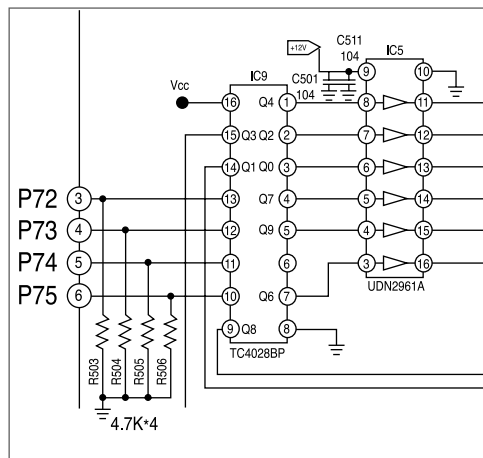 C511
104
IC5
+12V
IC9
C501
104
9 10
Vcc
16 Q4 1 8 11
15 Q3 Q2 2 7 12
14 Q1 Q0 3 6 13
P72 3 13 Q7 4 5 14
P73 4 12 Q9 5 4 15
P74 5 11 6 3 16
P75 6 10 Q6 7
UDN2961A
9 Q8 8
TC4028BP
R503
R504
R505
R506
4.7K*4